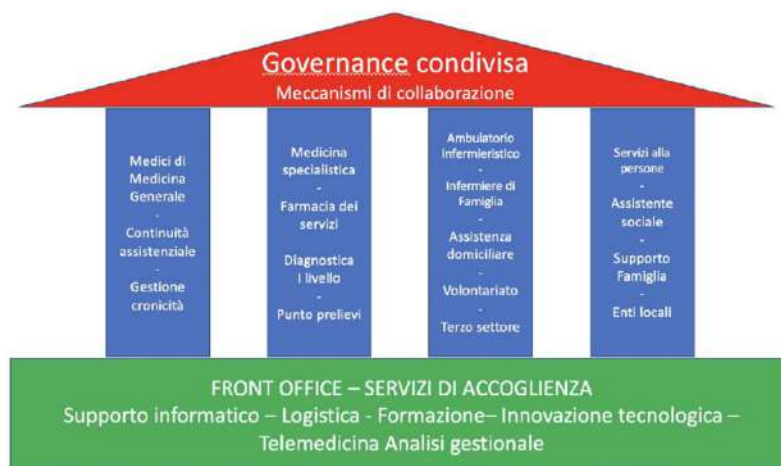 Governance condivisa
Meccanismi di collaborazione
Medici di
Medicina
Generale
-
Continuità
assistenziale
-
Gestione
cronicità
Medicina
specialistica
-
Farmacia dei
servizi
Diagnostica
I livello
-
Punto prelievi
Ambulatorio
Infermieristico
-
Infermiere di
Famiglia
-
Assistenza
domiciliare
-
Volontariato
-
Terzo settore
Servizi alla
persone
-
Assistente
sociale
-
Supporto
Famiglia
-
Enti locali
FRONT OFFICE – SERVIZI DI ACCOGLIENZA
Supporto informatico – Logistica - Formazione– Innovazione tecnologica –
Telemedicina Analisi gestionale